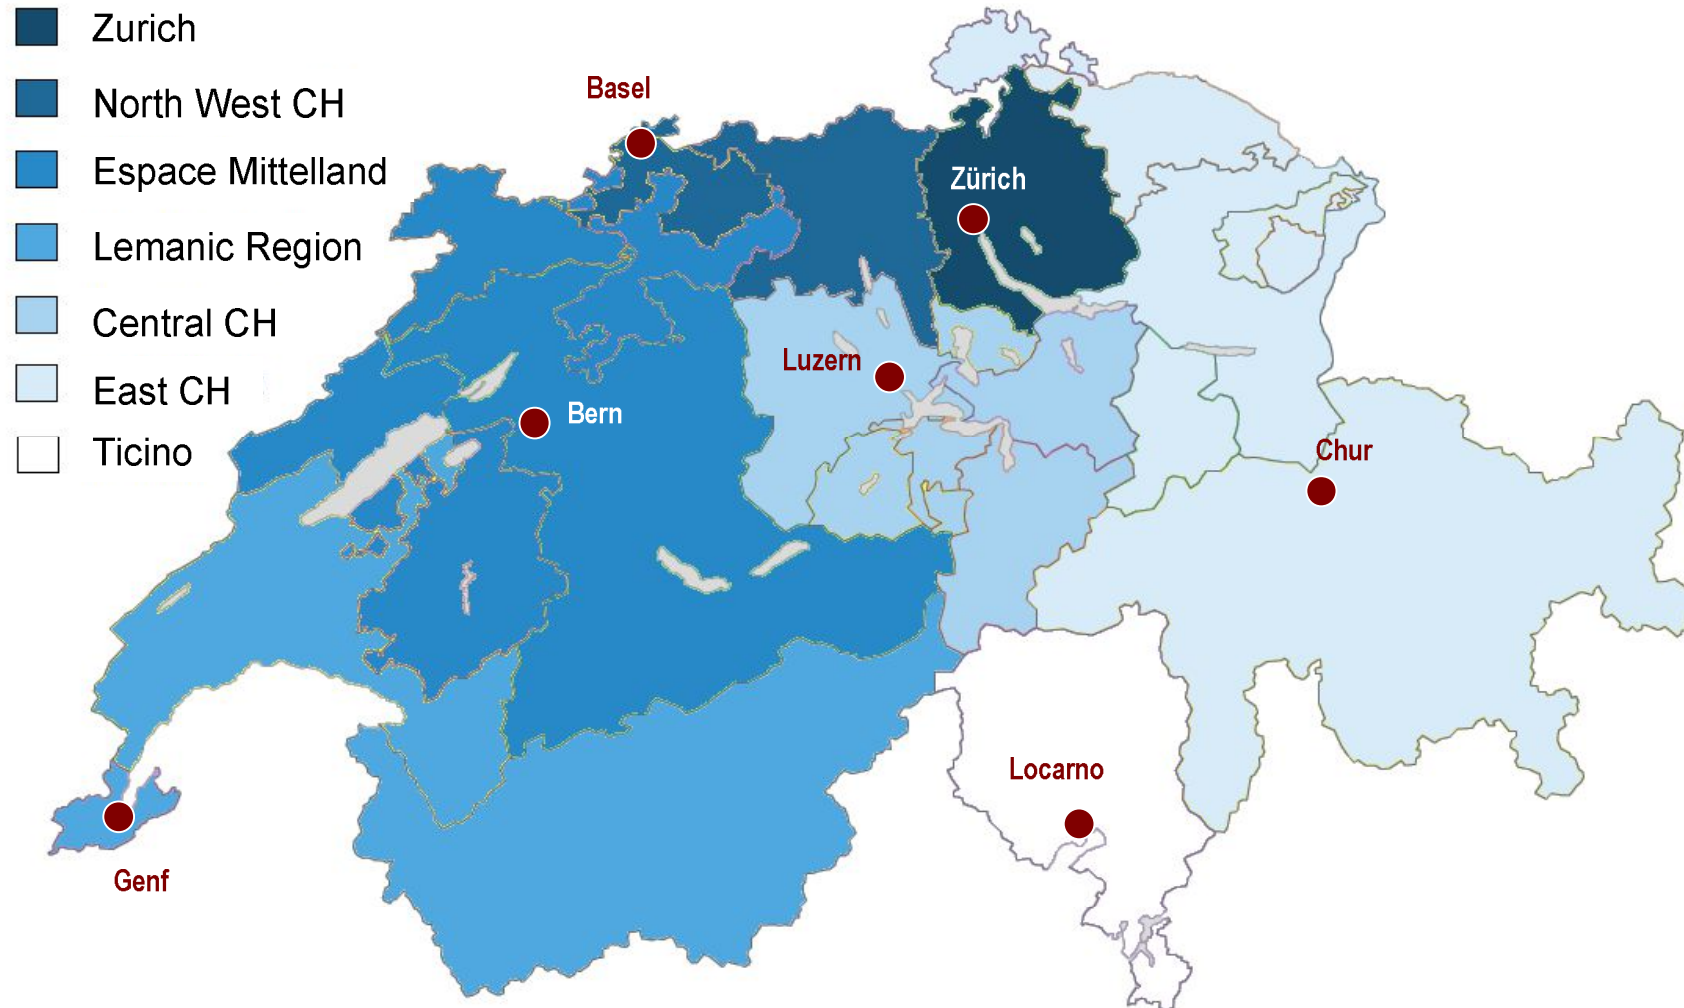 Zurich
North West CH
Espace Mittelland
Lemanic Region
Central CH
East CH
Ticino
Basel
Zürich
Luzern
Bern
Chur
Locarno
Genf